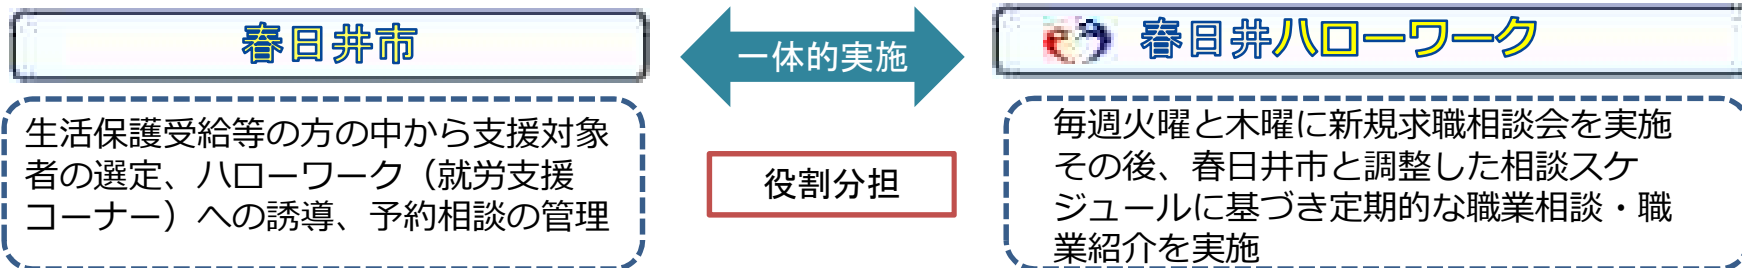 春日井市
一体的実施
春日井ハローワーク
生活保護受給等の方の中から支援対象
者の選定、ハローワーク（就労支援
コーナー）への誘導、予約相談の管理
役割分担
毎週火曜と木曜に新規求職相談会を実施
その後、春日井市と調整した相談スケ
ジュールに基づき定期的な職業相談・職
業紹介を実施